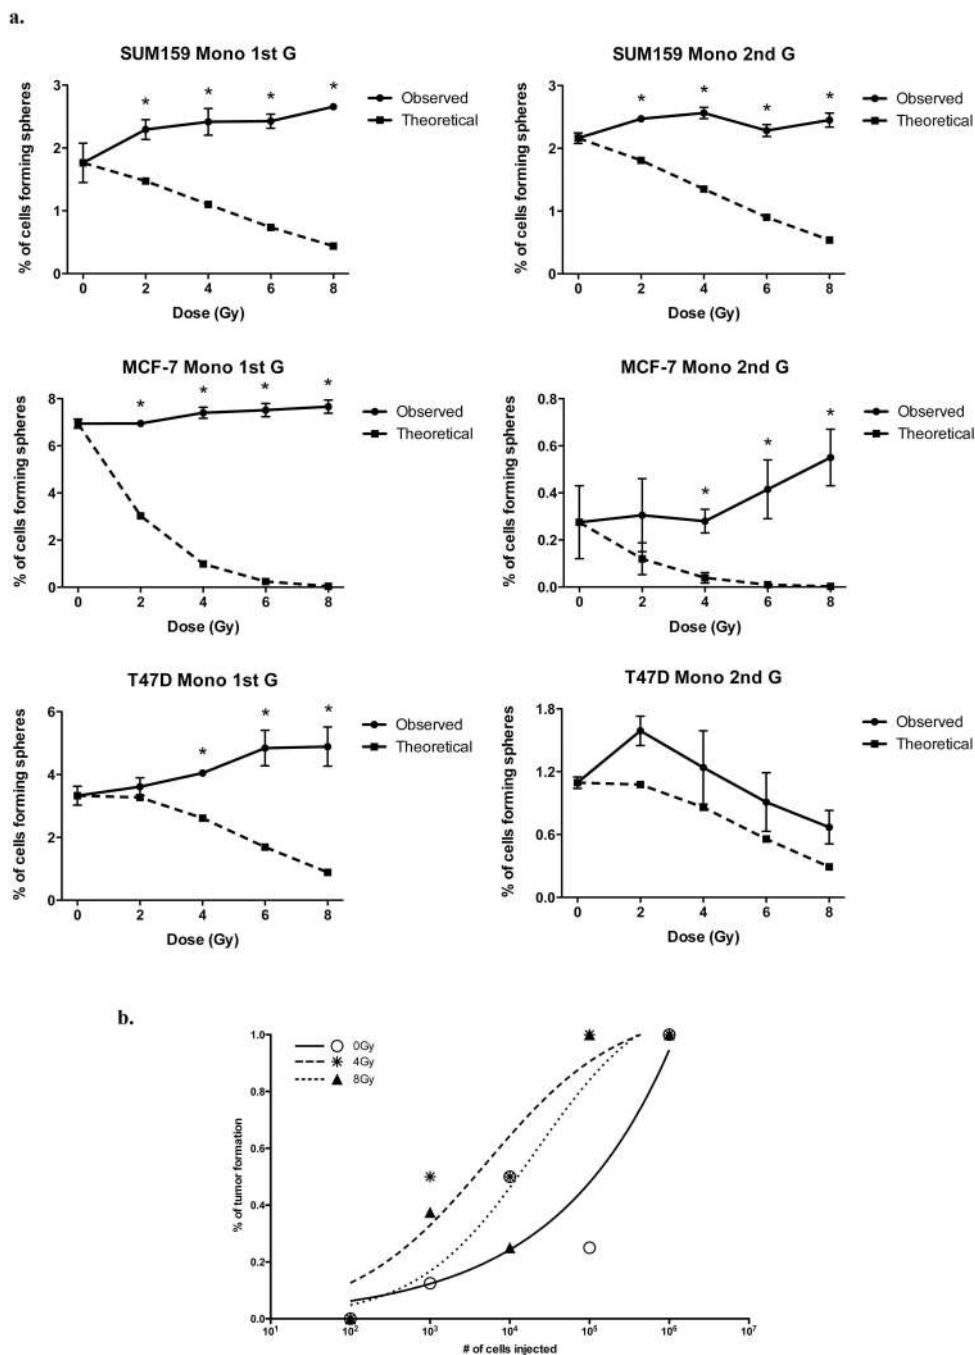 a.
SUM159 Mono 1st G
% of cells forming spheres
3
2
1
0
* * * *
0 2 4 6 8
Dose (Gy)
Observed
Theoretical
SUM159 Mono 2nd G
% of cells forming spheres
3
2
1
0
* * * *
0 2 4 6 8
Dose (Gy)
Observed
Theoretical
MCF-7 Mono 1st G
% of cells forming spheres
8
6
4
2
0
* * * *
0 2 4 6 8
Dose (Gy)
Observed
Theoretical
MCF-7 Mono 2nd G
% of cells forming spheres
0.8
0.6
0.4
0.2
0.0
* * *
0 2 4 6 8
Dose (Gy)
Observed
Theoretical
T47D Mono 1st G
% of cells forming spheres
6
4
2
0
* * *
0 2 4 6 8
Dose (Gy)
Observed
Theoretical
T47D Mono 2nd G
% of cells forming spheres
1.8
1.2
0.6
0.0
0 2 4 6 8
Dose (Gy)
Observed
Theoretical
b.
% of tumor formation
1.0
0.8
0.6
0.4
0.2
0.0
0Gy
4Gy
8Gy
10¹ 10² 10³ 10⁴ 10⁵ 10⁶ 10⁷
# of cells injected